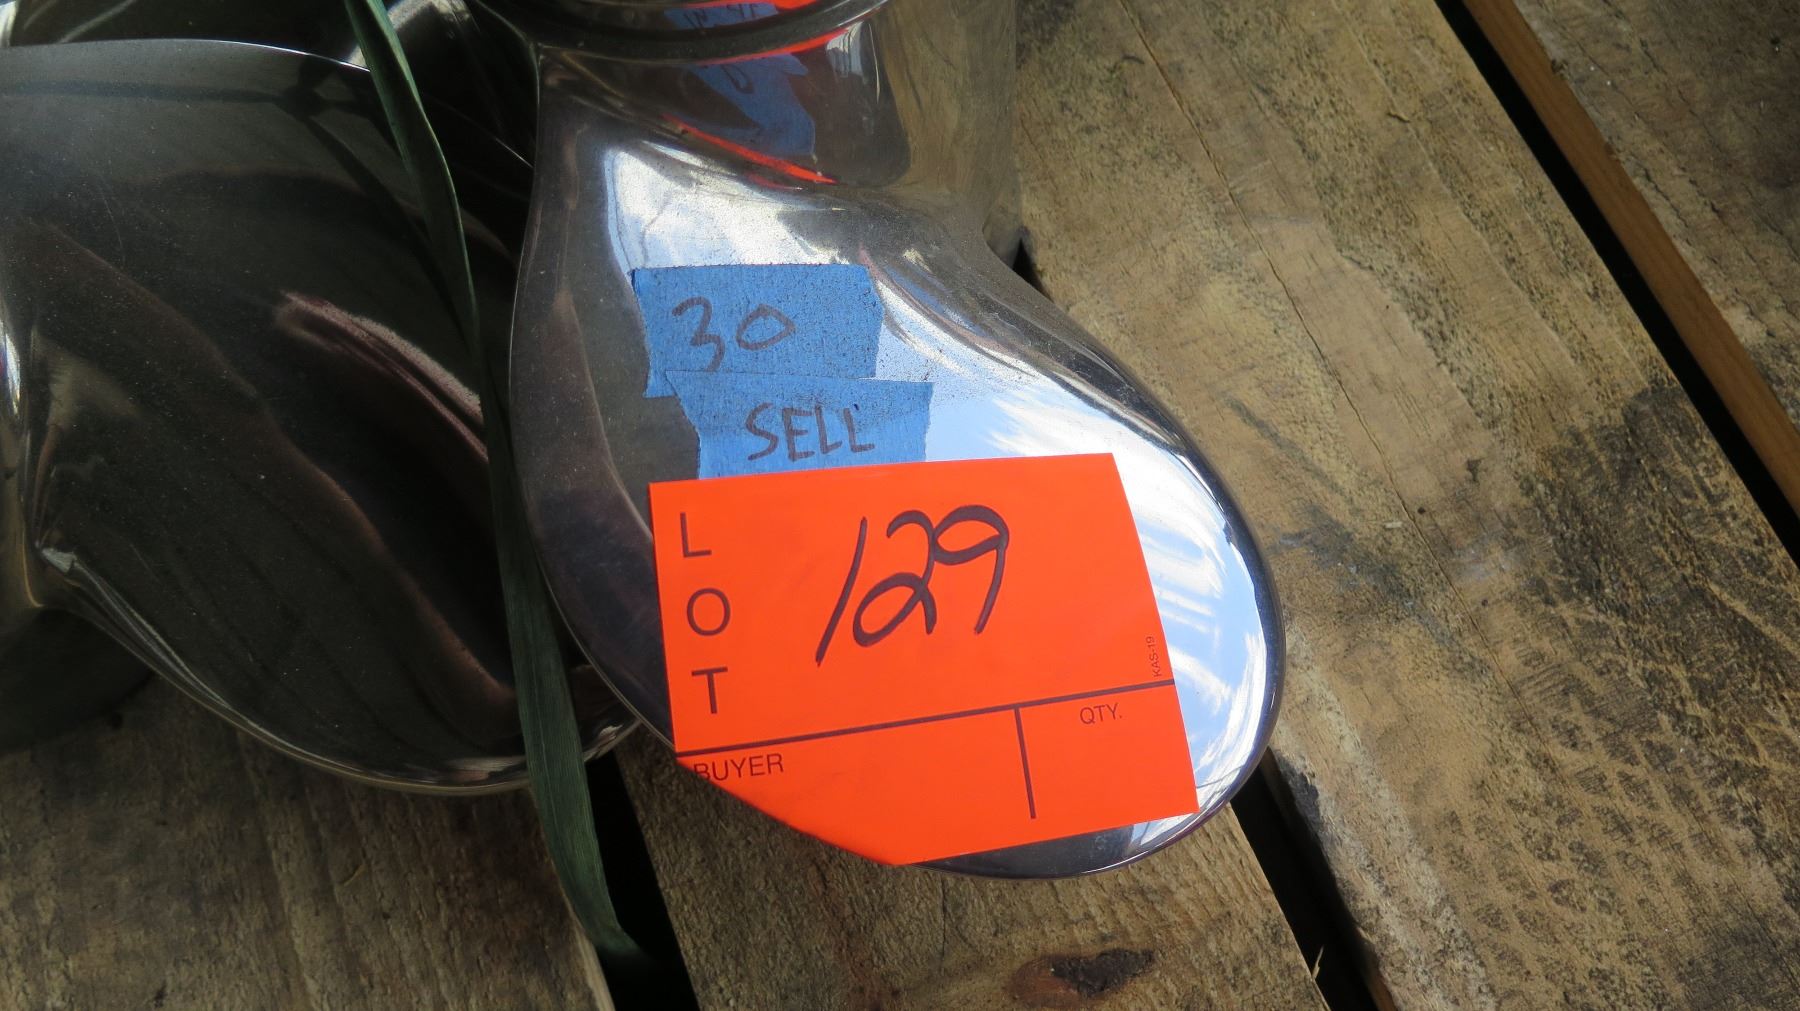 30
SELL
LOT
129
KAS-19
BUYER
QTY.